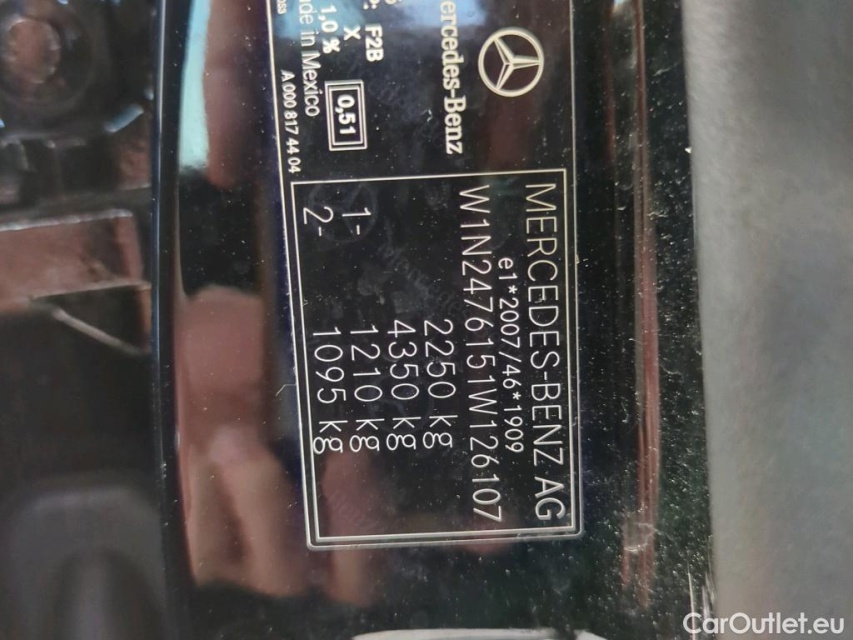 Mercedes-Benz
F2B
X
1,0 %
0,51
Made in Mexico
A 000 817 44 04
MERCEDES-BENZ AG
e1*2007/46*1909
W1N2476151W126107
2250 kg
4350 kg
1- 1210 kg
2- 1095 kg
CarOutlet.eu